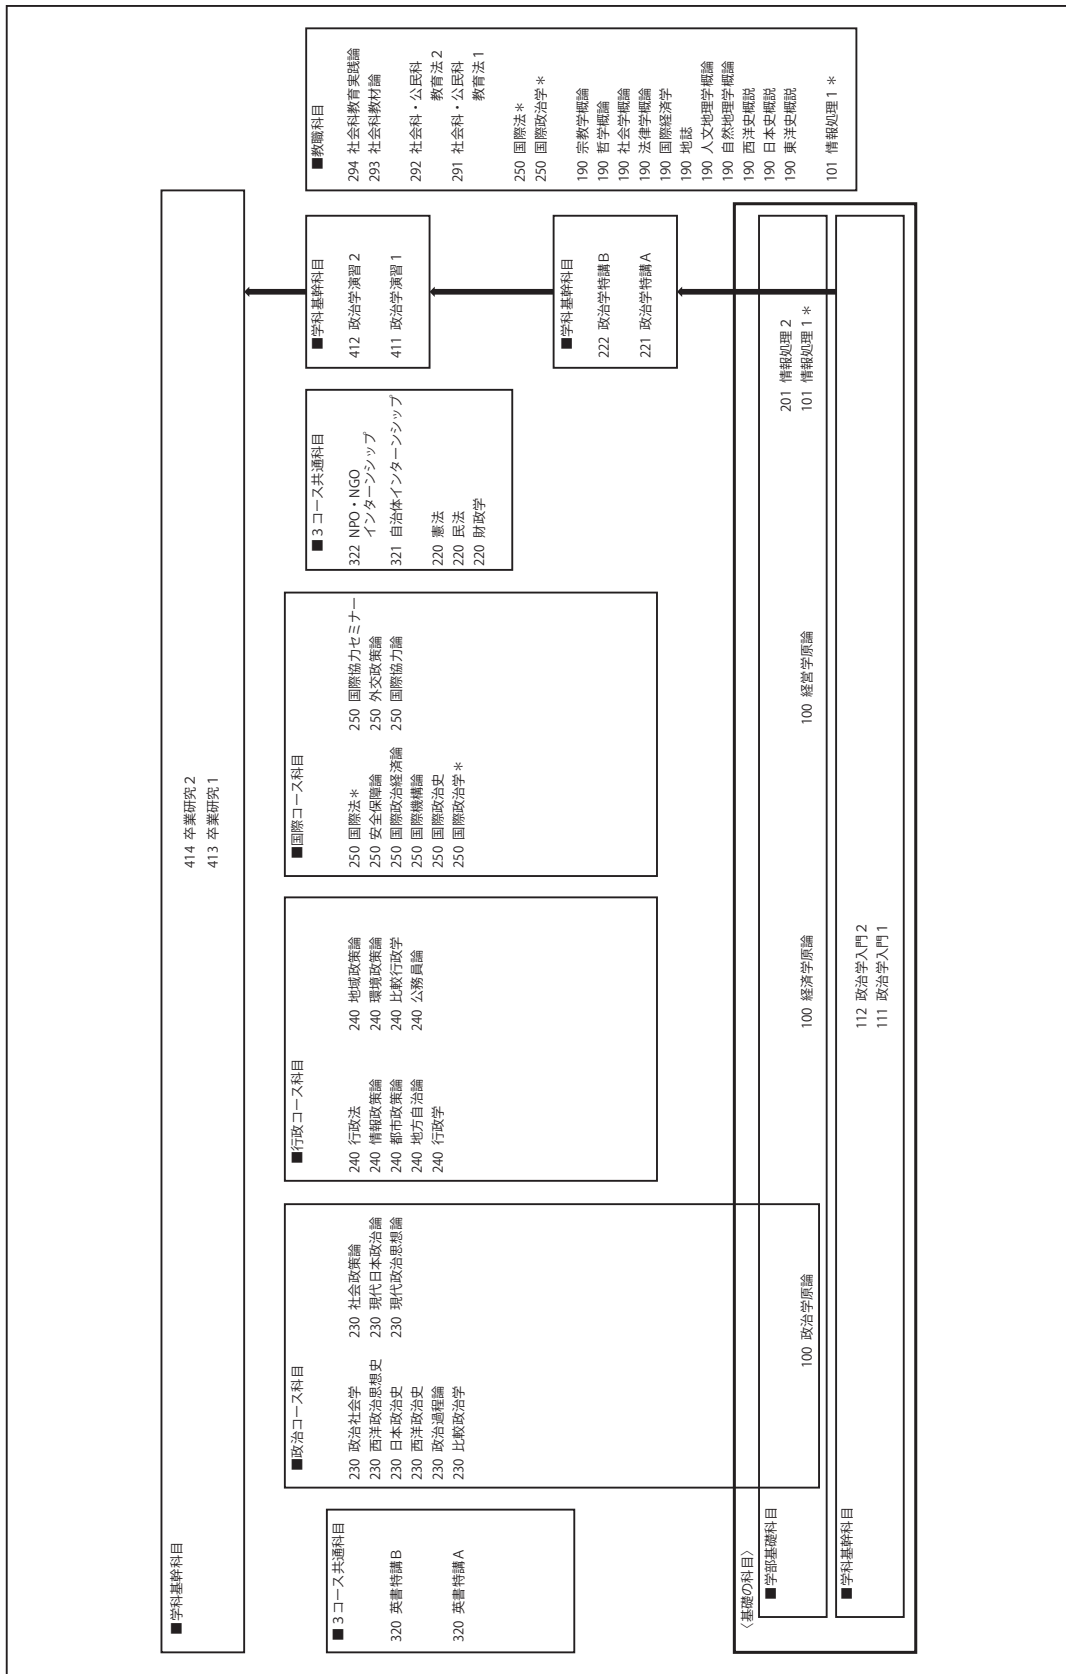 ■学科基幹科目
414 卒業研究 2
413 卒業研究 1
■3 コース共通科目
320 英書特講 B
320 英書特講 A
■政治コース科目
230 政治社会学
230 西洋政治思想史
230 日本政治史
230 西洋政治史
230 政治過程論
230 比較政治学
230 社会政策論
230 現代日本政治論
230 現代政治思想論
100 政治学原論
■行政コース科目
240 行政法
240 情報政策論
240 都市政策論
240 地方自治論
240 行政学
240 地域政策論
240 環境政策論
240 比較行政学
240 公務員論
■国際コース科目
250 国際法＊
250 安全保障論
250 国際政治経済論
250 国際機構論
250 国際政治史
250 国際政治学＊
250 国際協力セミナー
250 外交政策論
250 国際協力論
■3 コース共通科目
322 NPO・NGO
インターンシップ
321 自治体インターンシップ
220 憲法
220 民法
220 財政学
■学科基幹科目
412 政治学演習 2
411 政治学演習 1
■学科基幹科目
222 政治学特講 B
221 政治学特講 A
■教職科目
294 社会科教育実践論
293 社会科教材論
292 社会科・公民科
教育法 2
291 社会科・公民科
教育法 1
250 国際法＊
250 国際政治学＊
190 宗教学概論
190 哲学概論
190 社会学概論
190 法律学概論
190 国際経済学
190 地誌
190 人文地理学概論
190 自然地理学概論
190 西洋史概説
190 日本史概説
190 東洋史概説
101 情報処理 1 ＊
〈基礎の科目〉
■学部基礎科目
100 経済学原論
100 経営学原論
201 情報処理 2
101 情報処理 1 ＊
■学科基幹科目
112 政治学入門 2
111 政治学入門 1